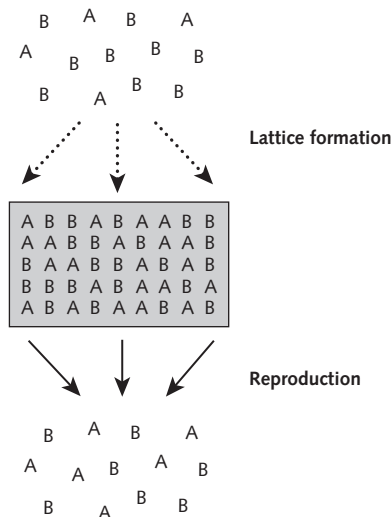 B A B A
A B B B B
B A B B
Lattice formation
A B B A B A A B B
A A B B A B A A B
B A A B B A B A B
B B B A B A A B A
A B A B A A B A B
Reproduction
B A B A
A A B A B
B A B B